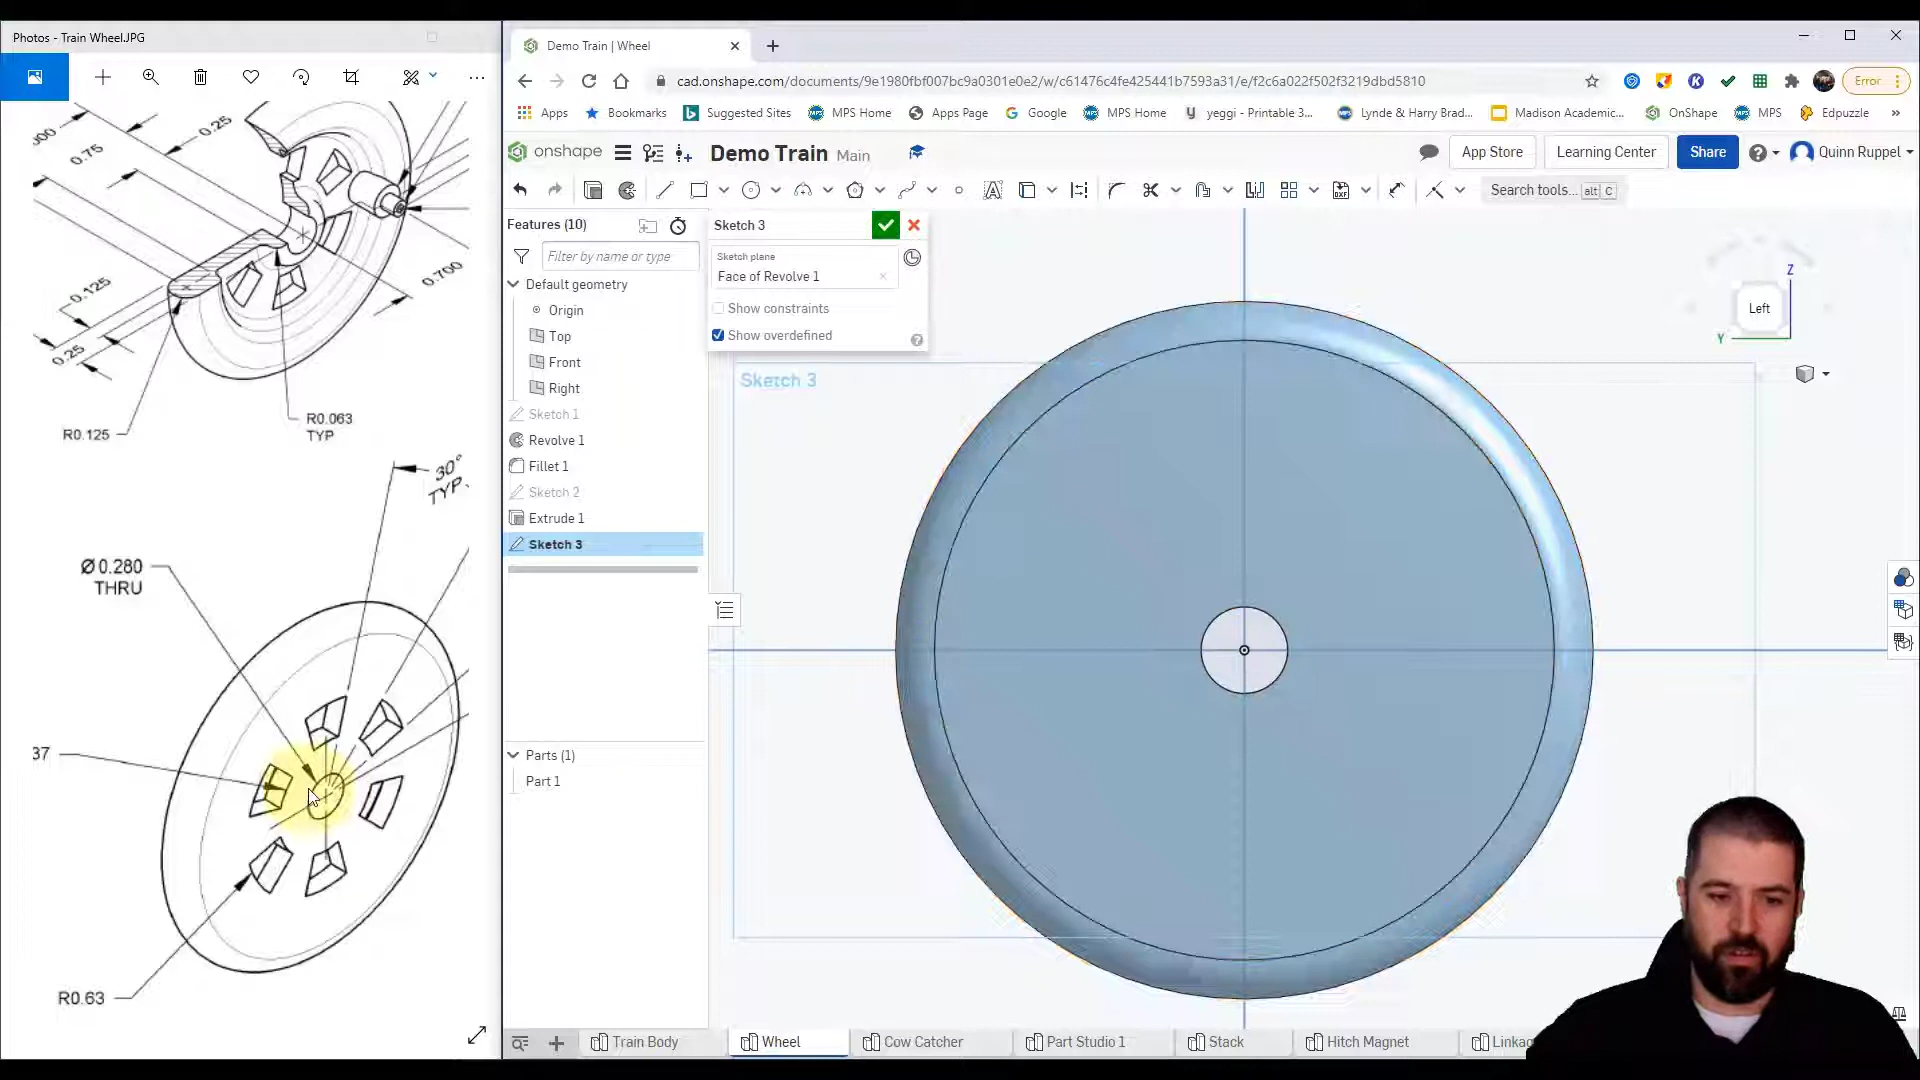 Photos - Train Wheel.JPG
0.25
0.75
0.125
0.25
0.700
R0.125
R0.063
TYP
30°
TYP.
Ø 0.280
THRU
37
R0.63
Demo Train | Wheel
cad.onshape.com/documents/9e1980fbf007bc9a0301e0e2/w/c61476c4fe425441b7593a31/e/f2c6a022f502f3219dbd5810
Error
Apps
Bookmarks
Suggested Sites
MPS Home
Apps Page
Google
MPS Home
yeggi - Printable 3...
Lynde & Harry Brad...
Madison Academic...
OnShape
MPS
Edpuzzle
»
onshape
Demo Train Main
App Store
Learning Center
Share
Quinn Ruppel
Search tools... alt C
Features (10)
Filter by name or type
Default geometry
Origin
Top
Front
Right
Sketch 1
Revolve 1
Fillet 1
Sketch 2
Extrude 1
Sketch 3
Parts (1)
Part 1
Sketch 3
Sketch plane
Face of Revolve 1
Show constraints
Show overdefined
Sketch 3
Z
Left
Y
Train Body
Wheel
Cow Catcher
Part Studio 1
Stack
Hitch Magnet